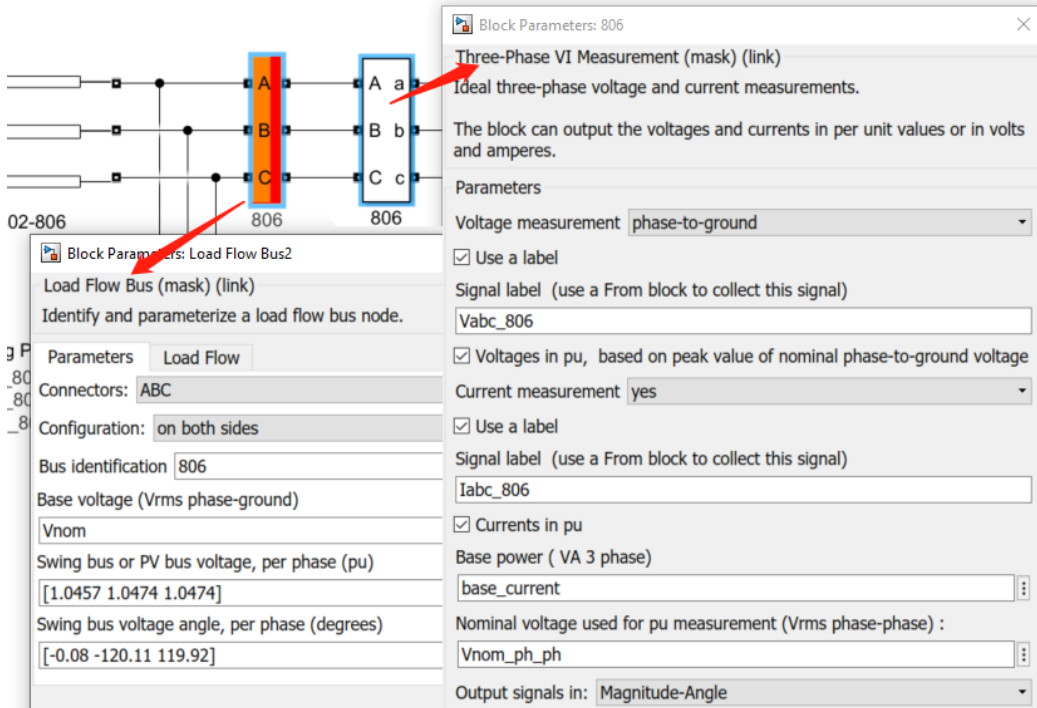 Block Parameters: 806
Three-Phase VI Measurement (mask) (link)
Ideal three-phase voltage and current measurements.
The block can output the voltages and currents in per unit values or in volts
and amperes.
Parameters
Voltage measurement phase-to-ground
Use a label
Signal label (use a From block to collect this signal)
Vabc_806
Voltages in pu, based on peak value of nominal phase-to-ground voltage
Current measurement yes
Use a label
Signal label (use a From block to collect this signal)
Iabc_806
Currents in pu
Base power ( VA 3 phase)
base_current
Nominal voltage used for pu measurement (Vrms phase-phase) :
Vnom_ph_ph
Output signals in: Magnitude-Angle
A A a
B B b
C C c
02-806 806 806
Block Parameters: Load Flow Bus2
Load Flow Bus (mask) (link)
Identify and parameterize a load flow bus node.
Parameters Load Flow
Connectors: ABC
Configuration: on both sides
Bus identification 806
Base voltage (Vrms phase-ground)
Vnom
Swing bus or PV bus voltage, per phase (pu)
[1.0457 1.0474 1.0474]
Swing bus voltage angle, per phase (degrees)
[-0.08 -120.11 119.92]
g P
_80
_80
_8